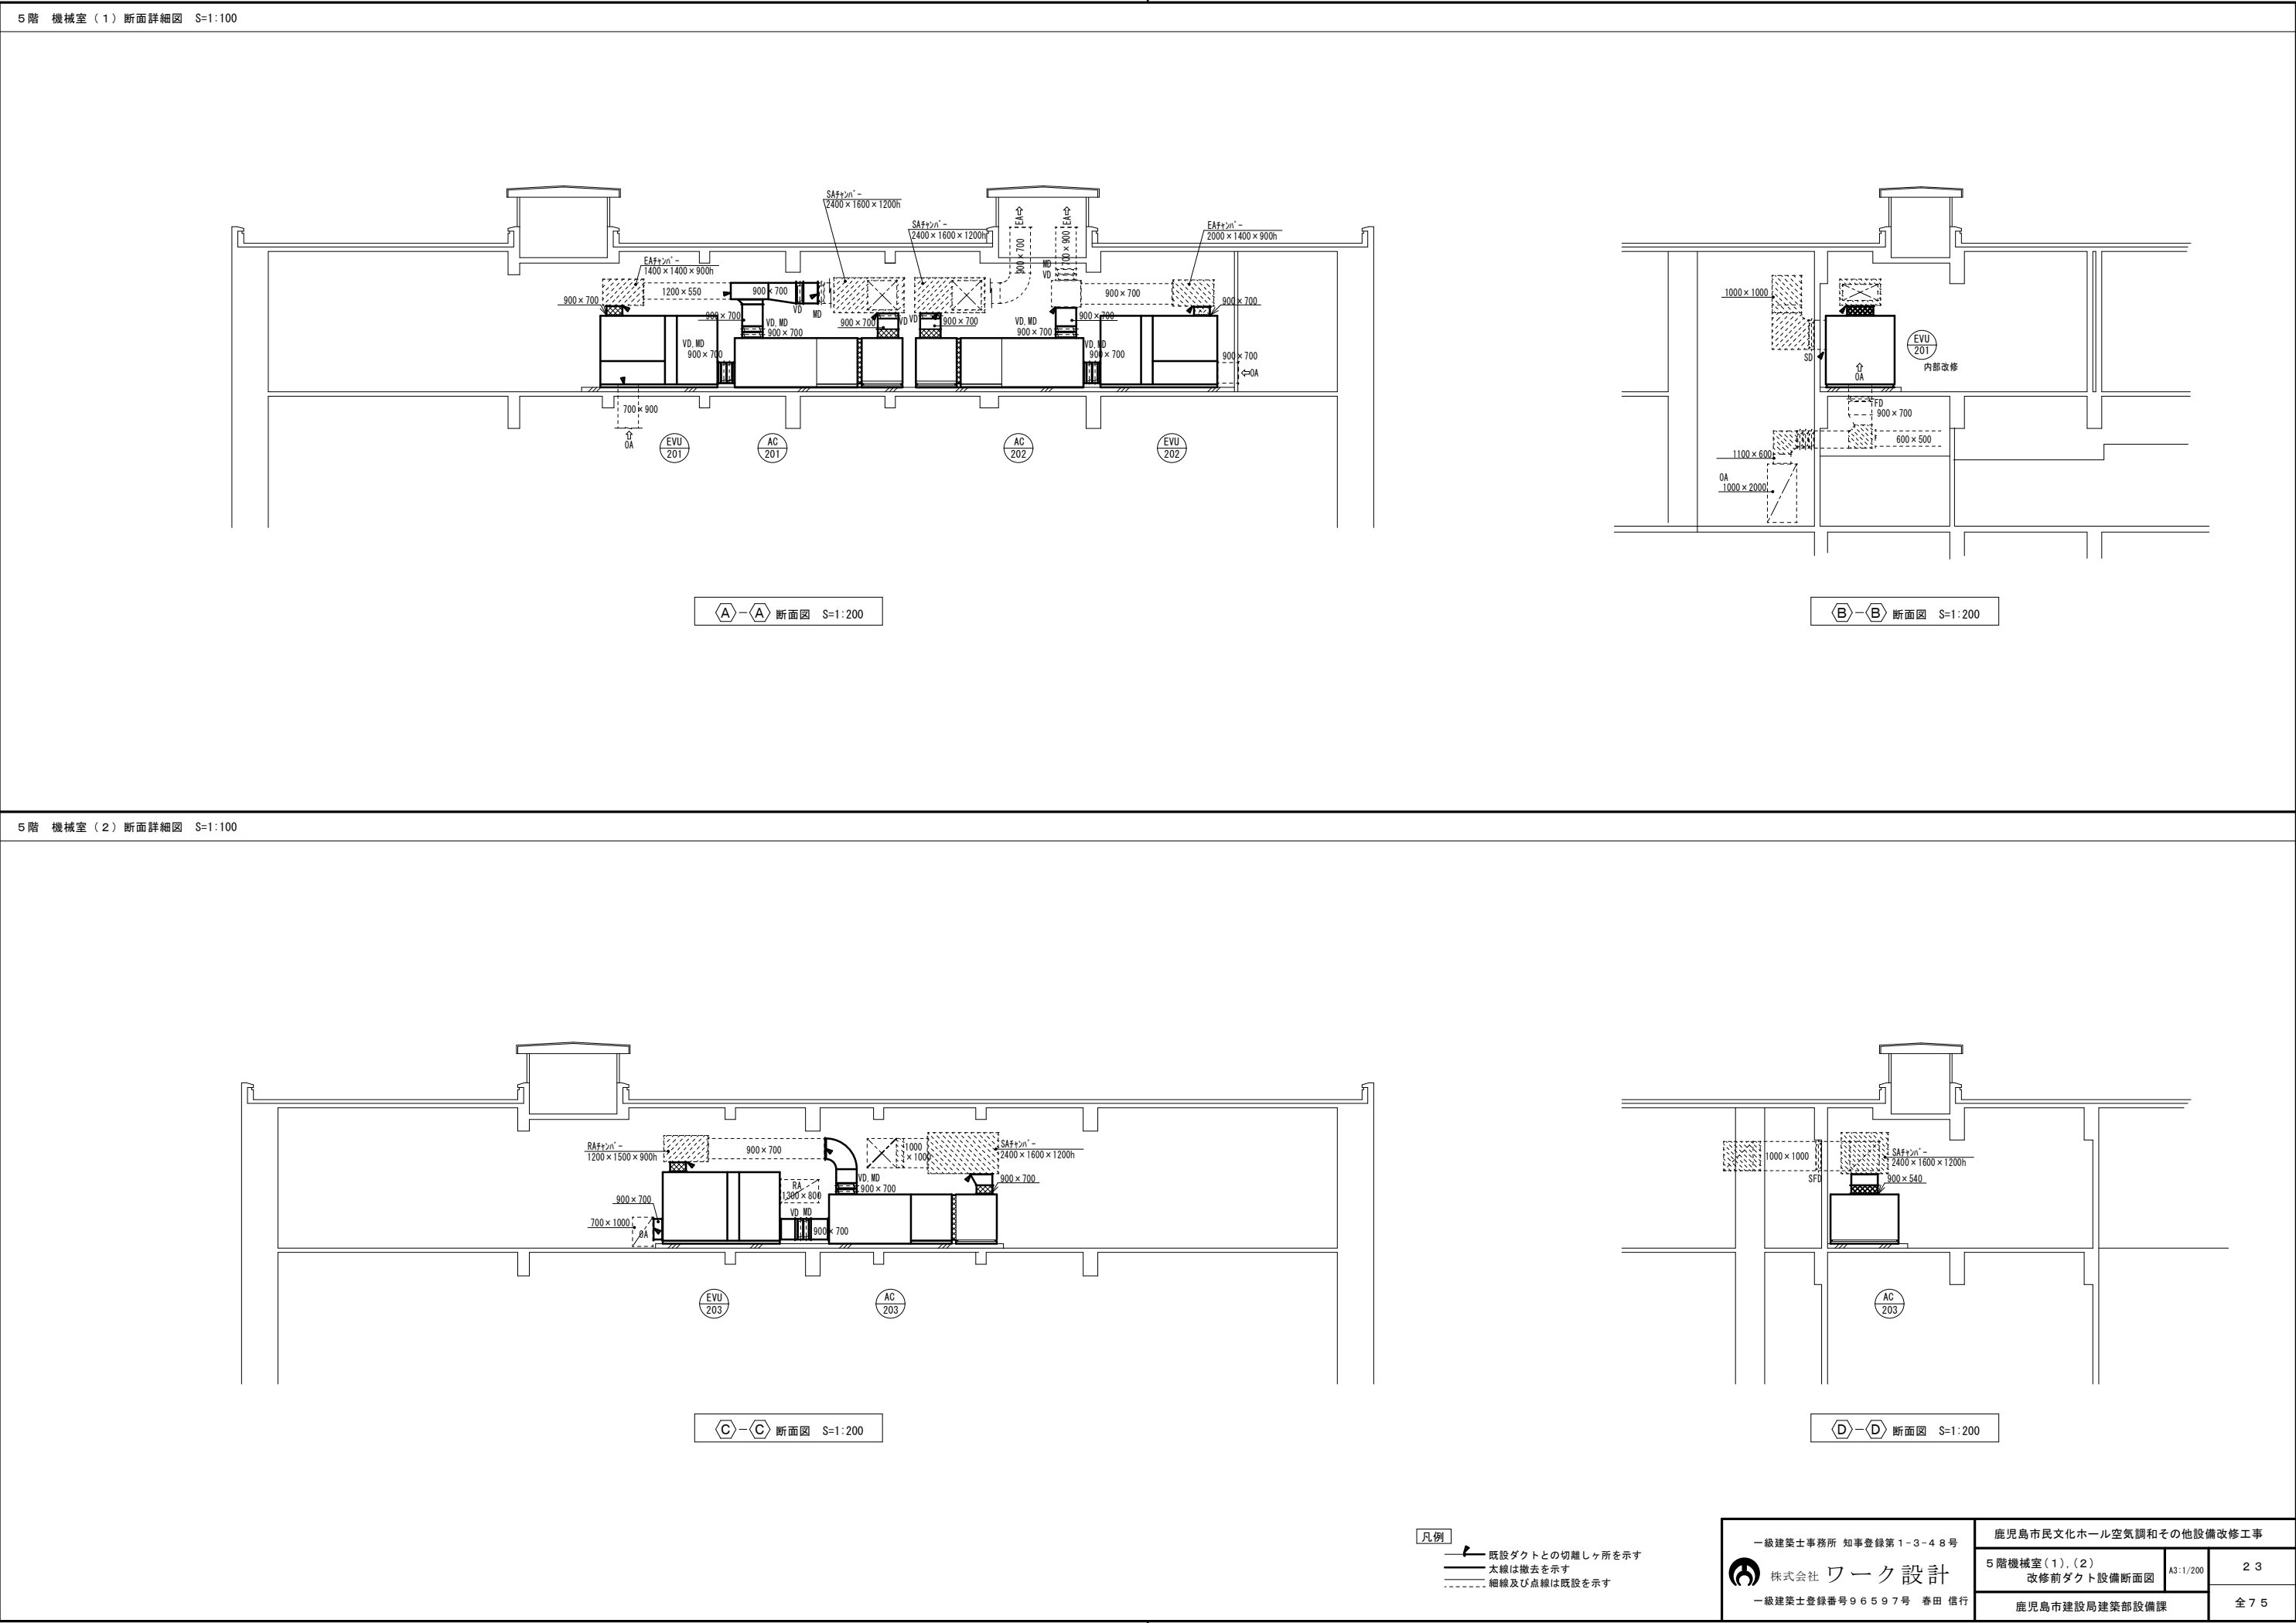 5階 機械室(1)断面詳細図 S=1:100
SAチャンバー
2400×1600×1200h
SAチャンバー
2400×1600×1200h
EAチャンバー
2000×1400×900h
EAチャンバー
1400×1400×900h
EA
EA
900×700
700×900
MD
VD
900×700
1200×550
900×700
VD
MD
900×700
900×700
900×700
VD,MD
900×700
900×700
VD
VD
900×700
VD,MD
900×700
900×700
VD,MD
900×700
VD,MD
900×700
900×700
OA
700×900
OA
EVU
201
AC
201
AC
202
EVU
202
A-A 断面図 S=1:200
1000×1000
SD
EVU
201
内部改修
OA
FD
900×700
600×500
1100×600
OA
1000×2000
B-B 断面図 S=1:200
5階 機械室(2)断面詳細図 S=1:100
RAチャンバー
1200×1500×900h
900×700
1000
×1000
SAチャンバー
2400×1600×1200h
VD,MD
900×700
900×700
RA
1300×800
900×700
700×1000
OA
VD MD
900×700
EVU
203
AC
203
C-C 断面図 S=1:200
1000×1000
SFD
SAチャンバー
2400×1600×1200h
900×540
AC
203
D-D 断面図 S=1:200
凡例
既設ダクトとの切離しヶ所を示す
太線は撤去を示す
細線及び点線は既設を示す
一級建築士事務所 知事登録第1-3-48号
株式会社 ワーク設計
一級建築士登録番号96597号 春田 信行
鹿児島市民文化ホール空気調和その他設備改修工事
5階機械室(1),(2)
改修前ダクト設備断面図
A3:1/200
23
鹿児島市建設局建築部設備課
全75